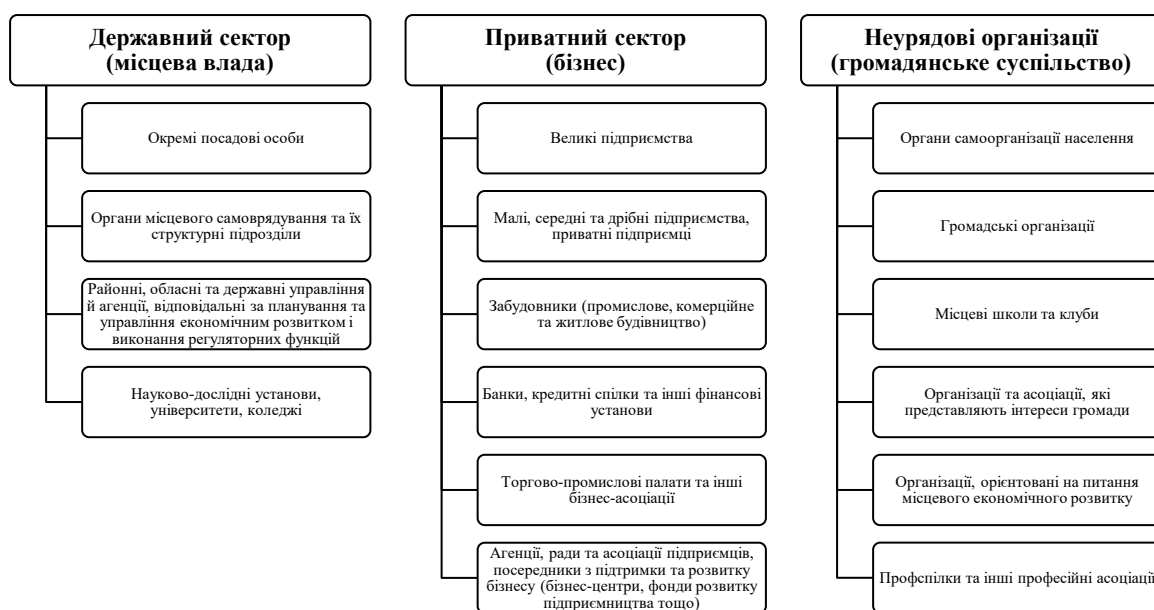 Державний сектор
(місцева влада)
Окремі посадові особи
Органи місцевого самоврядування та їх
структурні підрозділи
Районні, обласні та державні управління
й агенції, відповідальні за планування та
управління економічним розвитком і
виконання регуляторних функцій
Науково-дослідні установи,
університети, коледжі
Приватний сектор
(бізнес)
Великі підприємства
Малі, середні та дрібні підприємства,
приватні підприємці
Забудовники (промислове, комерційне
та житлове будівництво)
Банки, кредитні спілки та інші фінансові
установи
Торгово-промислові палати та інші
бізнес-асоціації
Агенції, ради та асоціації підприємців,
посередники з підтримки та розвитку
бізнесу (бізнес-центри, фонди розвитку
підприємництва тощо)
Неурядові організації
(громадянське суспільство)
Органи самоорганізації населення
Громадські організації
Місцеві школи та клуби
Організації та асоціації, які
представляють інтереси громади
Організації, орієнтовані на питання
місцевого економічного розвитку
Профспілки та інші професійні асоціації